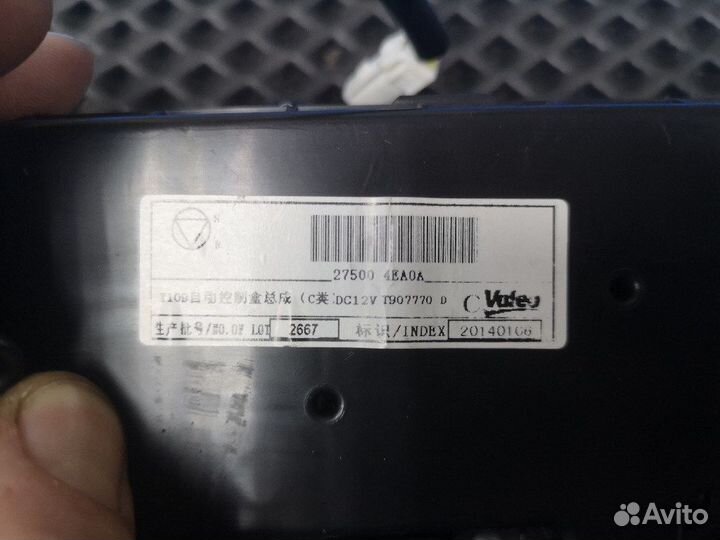 S
R
27500 4EA0A
T10B自动控制盒总成 (C英 DC12V T907770 D
C Valeo
生产批号/NO.OF LOT 2667 标识/INDEX 20140106
Avito